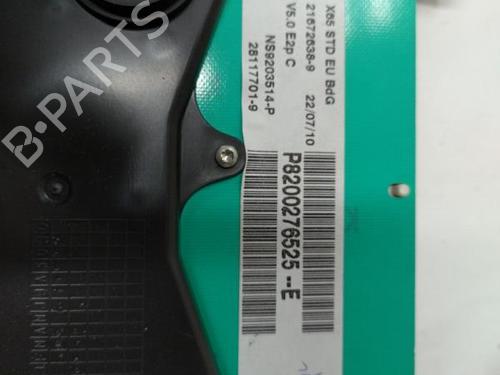 X85 STD EU BdG
21672638-9 22/07/10
V5.0 E2p C
NS9203514-P
28117701-9
P8200276525--E
B-PARTS